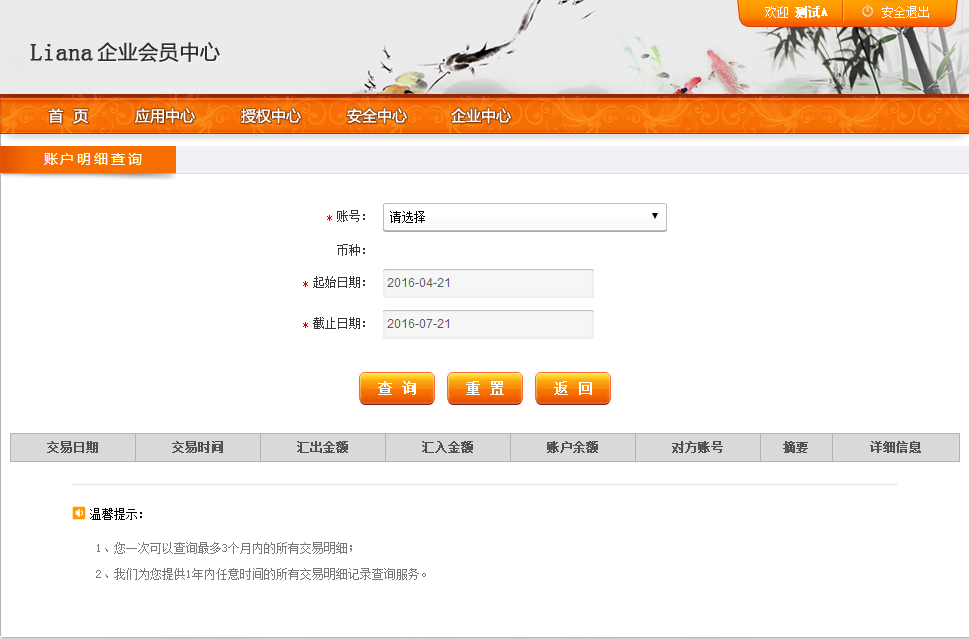 欢迎 测试A 安全退出
Liana 企业会员中心
首 页 应用中心 授权中心 安全中心 企业中心
账户明细查询
* 账号： 请选择
币种：
* 起始日期： 2016-04-21
* 截止日期： 2016-07-21
查 询 重 置 返 回
交易日期 交易时间 汇出金额 汇入金额 账户余额 对方账号 摘要 详细信息
温馨提示：
1、您一次可以查询最多3个月内的所有交易明细；
2、我们为您提供1年内任意时间的所有交易明细记录查询服务。